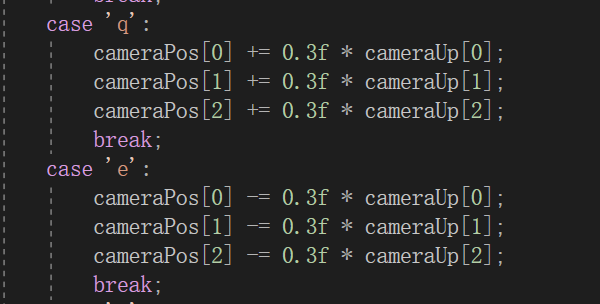 break;
case 'q':
cameraPos[0] += 0.3f * cameraUp[0];
cameraPos[1] += 0.3f * cameraUp[1];
cameraPos[2] += 0.3f * cameraUp[2];
break;
case 'e':
cameraPos[0] -= 0.3f * cameraUp[0];
cameraPos[1] -= 0.3f * cameraUp[1];
cameraPos[2] -= 0.3f * cameraUp[2];
break;